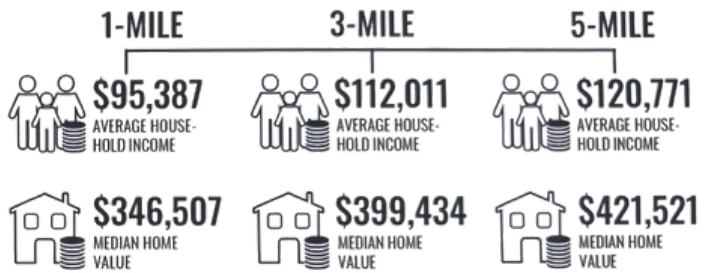 1-MILE
3-MILE
5-MILE
$95,387
AVERAGE HOUSE-
HOLD INCOME
$112,011
AVERAGE HOUSE-
HOLD INCOME
$120,771
AVERAGE HOUSE-
HOLD INCOME
$346,507
MEDIAN HOME
VALUE
$399,434
MEDIAN HOME
VALUE
$421,521
MEDIAN HOME
VALUE